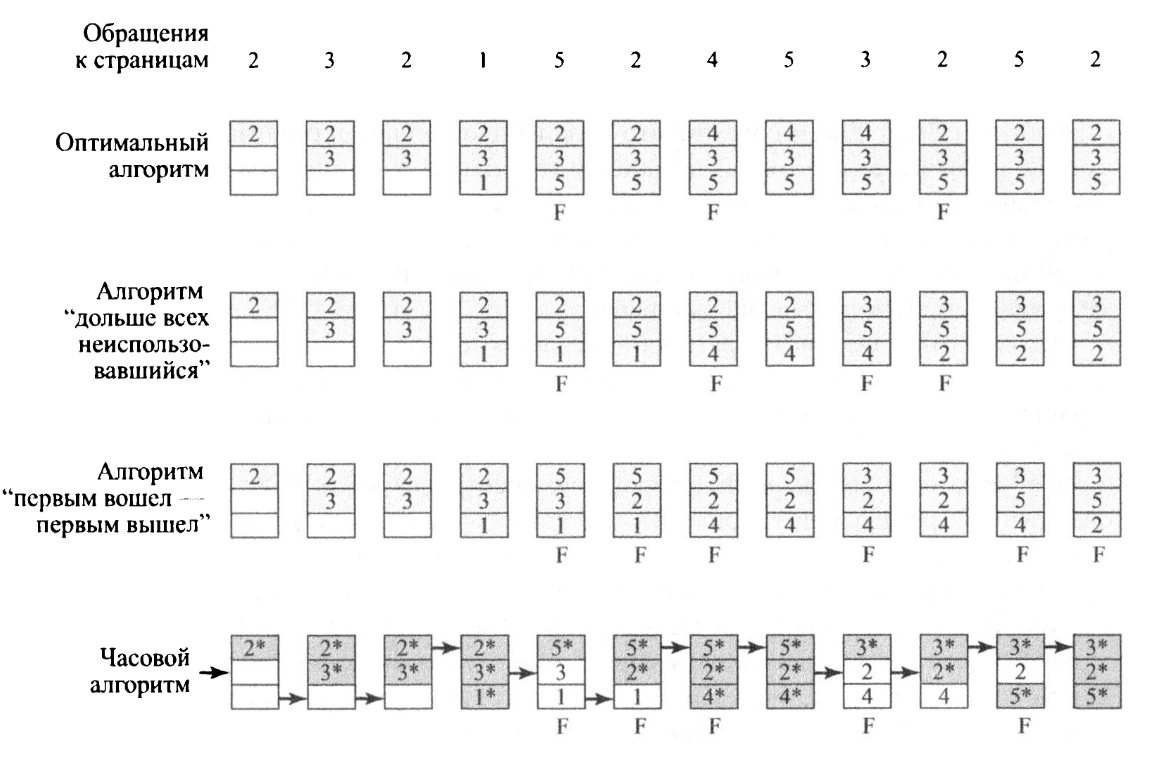 Обращения
к страницам 2 3 2 1 5 2 4 5 3 2 5 2
Оптимальный
алгоритм
2 2 2 2 2 2 4 4 4 2 2 2
3 3 3 3 3 3 3 3 3 3 3
1 5 5 5 5 5 5 5 5
F F F
Алгоритм
“дольше всех
неиспользо-
вавшийся”
2 2 2 2 2 2 2 2 3 3 3 3
3 3 3 5 5 5 5 5 5 5 5
1 1 1 4 4 4 2 2 2
F F F F
Алгоритм
“первым вошел —
первым вышел”
2 2 2 2 5 5 5 5 3 3 3 3
3 3 3 3 2 2 2 2 2 5 5
1 1 1 4 4 4 4 4 2
F F F F F F
Часовой
алгоритм
2* 2* 2* 2* 5* 5* 5* 5* 3* 3* 3* 3*
3* 3* 3* 3 2* 2* 2* 2 2* 2 2*
1* 1 1 4* 4* 4 4 5* 5*
F F F F F